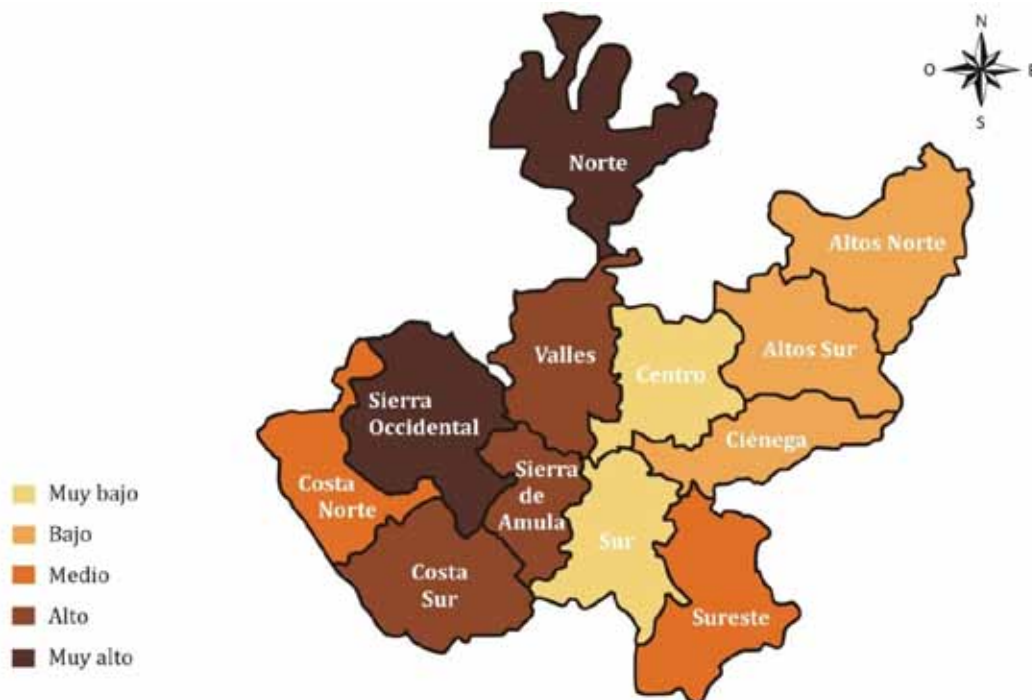 N
O
E
S
Norte
Altos Norte
Valles
Altos Sur
Centro
Sierra
Occidental
Ciénega
Costa
Norte
Sierra
de
Amula
Sur
Costa
Sur
Sureste
Muy bajo
Bajo
Medio
Alto
Muy alto